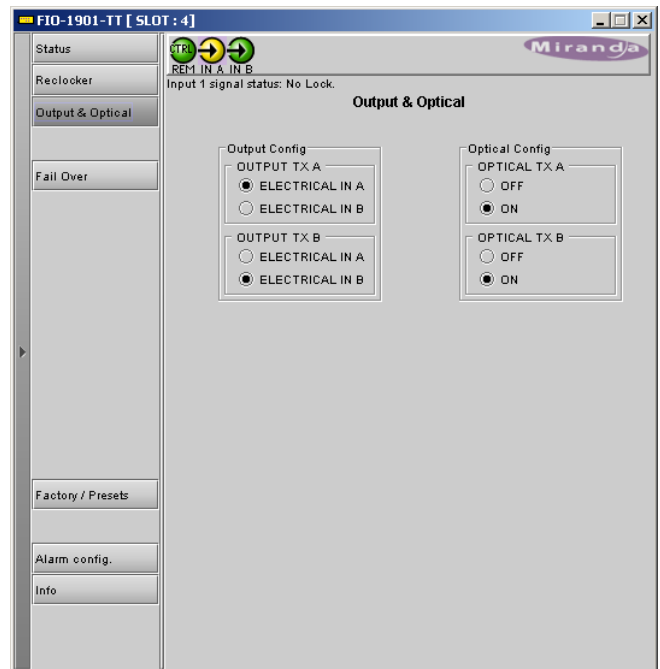 FIO-1901-TT [ SLOT : 4]
Status
Reclocker
Output & Optical
Fail Over
Factory / Presets
Alarm config.
Info
CTRL
REM IN A IN B
Miranda
Input 1 signal status: No Lock.
Output & Optical
Output Config
OUTPUT TX A
ELECTRICAL IN A
ELECTRICAL IN B
OUTPUT TX B
ELECTRICAL IN A
ELECTRICAL IN B
Optical Config
OPTICAL TX A
OFF
ON
OPTICAL TX B
OFF
ON